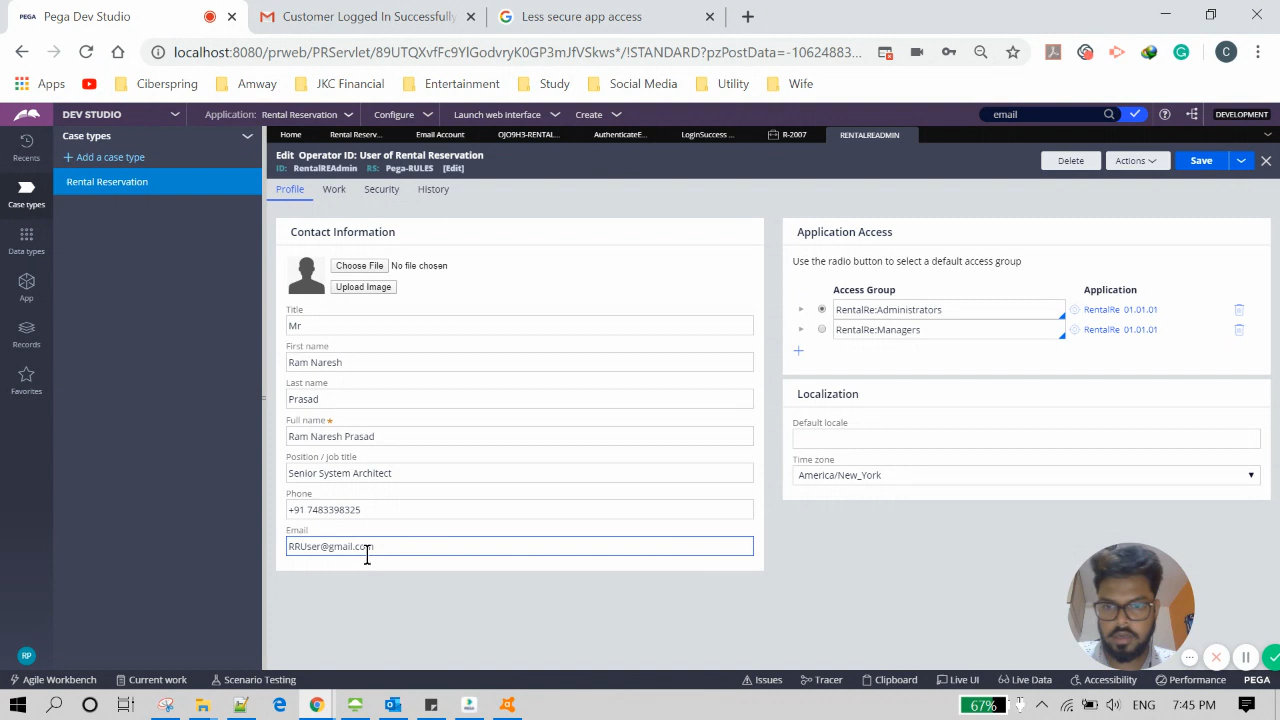 Pega Dev Studio
Customer Logged In Successfully
Less secure app access
localhost:8080/prweb/PRServlet/89UTQXvfFc9YlGodvryK0GP3mJfVSkws*/!STANDARD?pzPostData=-10624883...
Apps
Ciberspring
Amway
JKC Financial
Entertainment
Study
Social Media
Utility
Wife
DEV STUDIO
Application: Rental Reservation
Configure
Launch web interface
Create
email
DEVELOPMENT
Recents
Case types
Data types
App
Records
Favorites
RP
Case types
Add a case type
Rental Reservation
Home
Rental Reserv...
Email Account
OJO9H3-RENTAL...
AuthenticateE...
LoginSuccess ...
R-2007
RENTALREADMIN
Edit Operator ID: User of Rental Reservation
ID: RentalREAdmin RS: Pega-RULES [Edit]
Delete
Actions
Save
Profile
Work
Security
History
Contact Information
Choose File No file chosen
Upload Image
Title
Mr
First name
Ram Naresh
Last name
Prasad
Full name *
Ram Naresh Prasad
Position / job title
Senior System Architect
Phone
+91 7483398325
Email
RRUser@gmail.com
Application Access
Use the radio button to select a default access group
Access Group
Application
RentalRe:Administrators
RentalRe 01.01.01
RentalRe:Managers
RentalRe 01.01.01
Localization
Default locale
Time zone
America/New_York
Agile Workbench
Current work
Scenario Testing
Issues
Tracer
Clipboard
Live UI
Live Data
Accessibility
Performance
PEGA
67%
ENG
7:45 PM